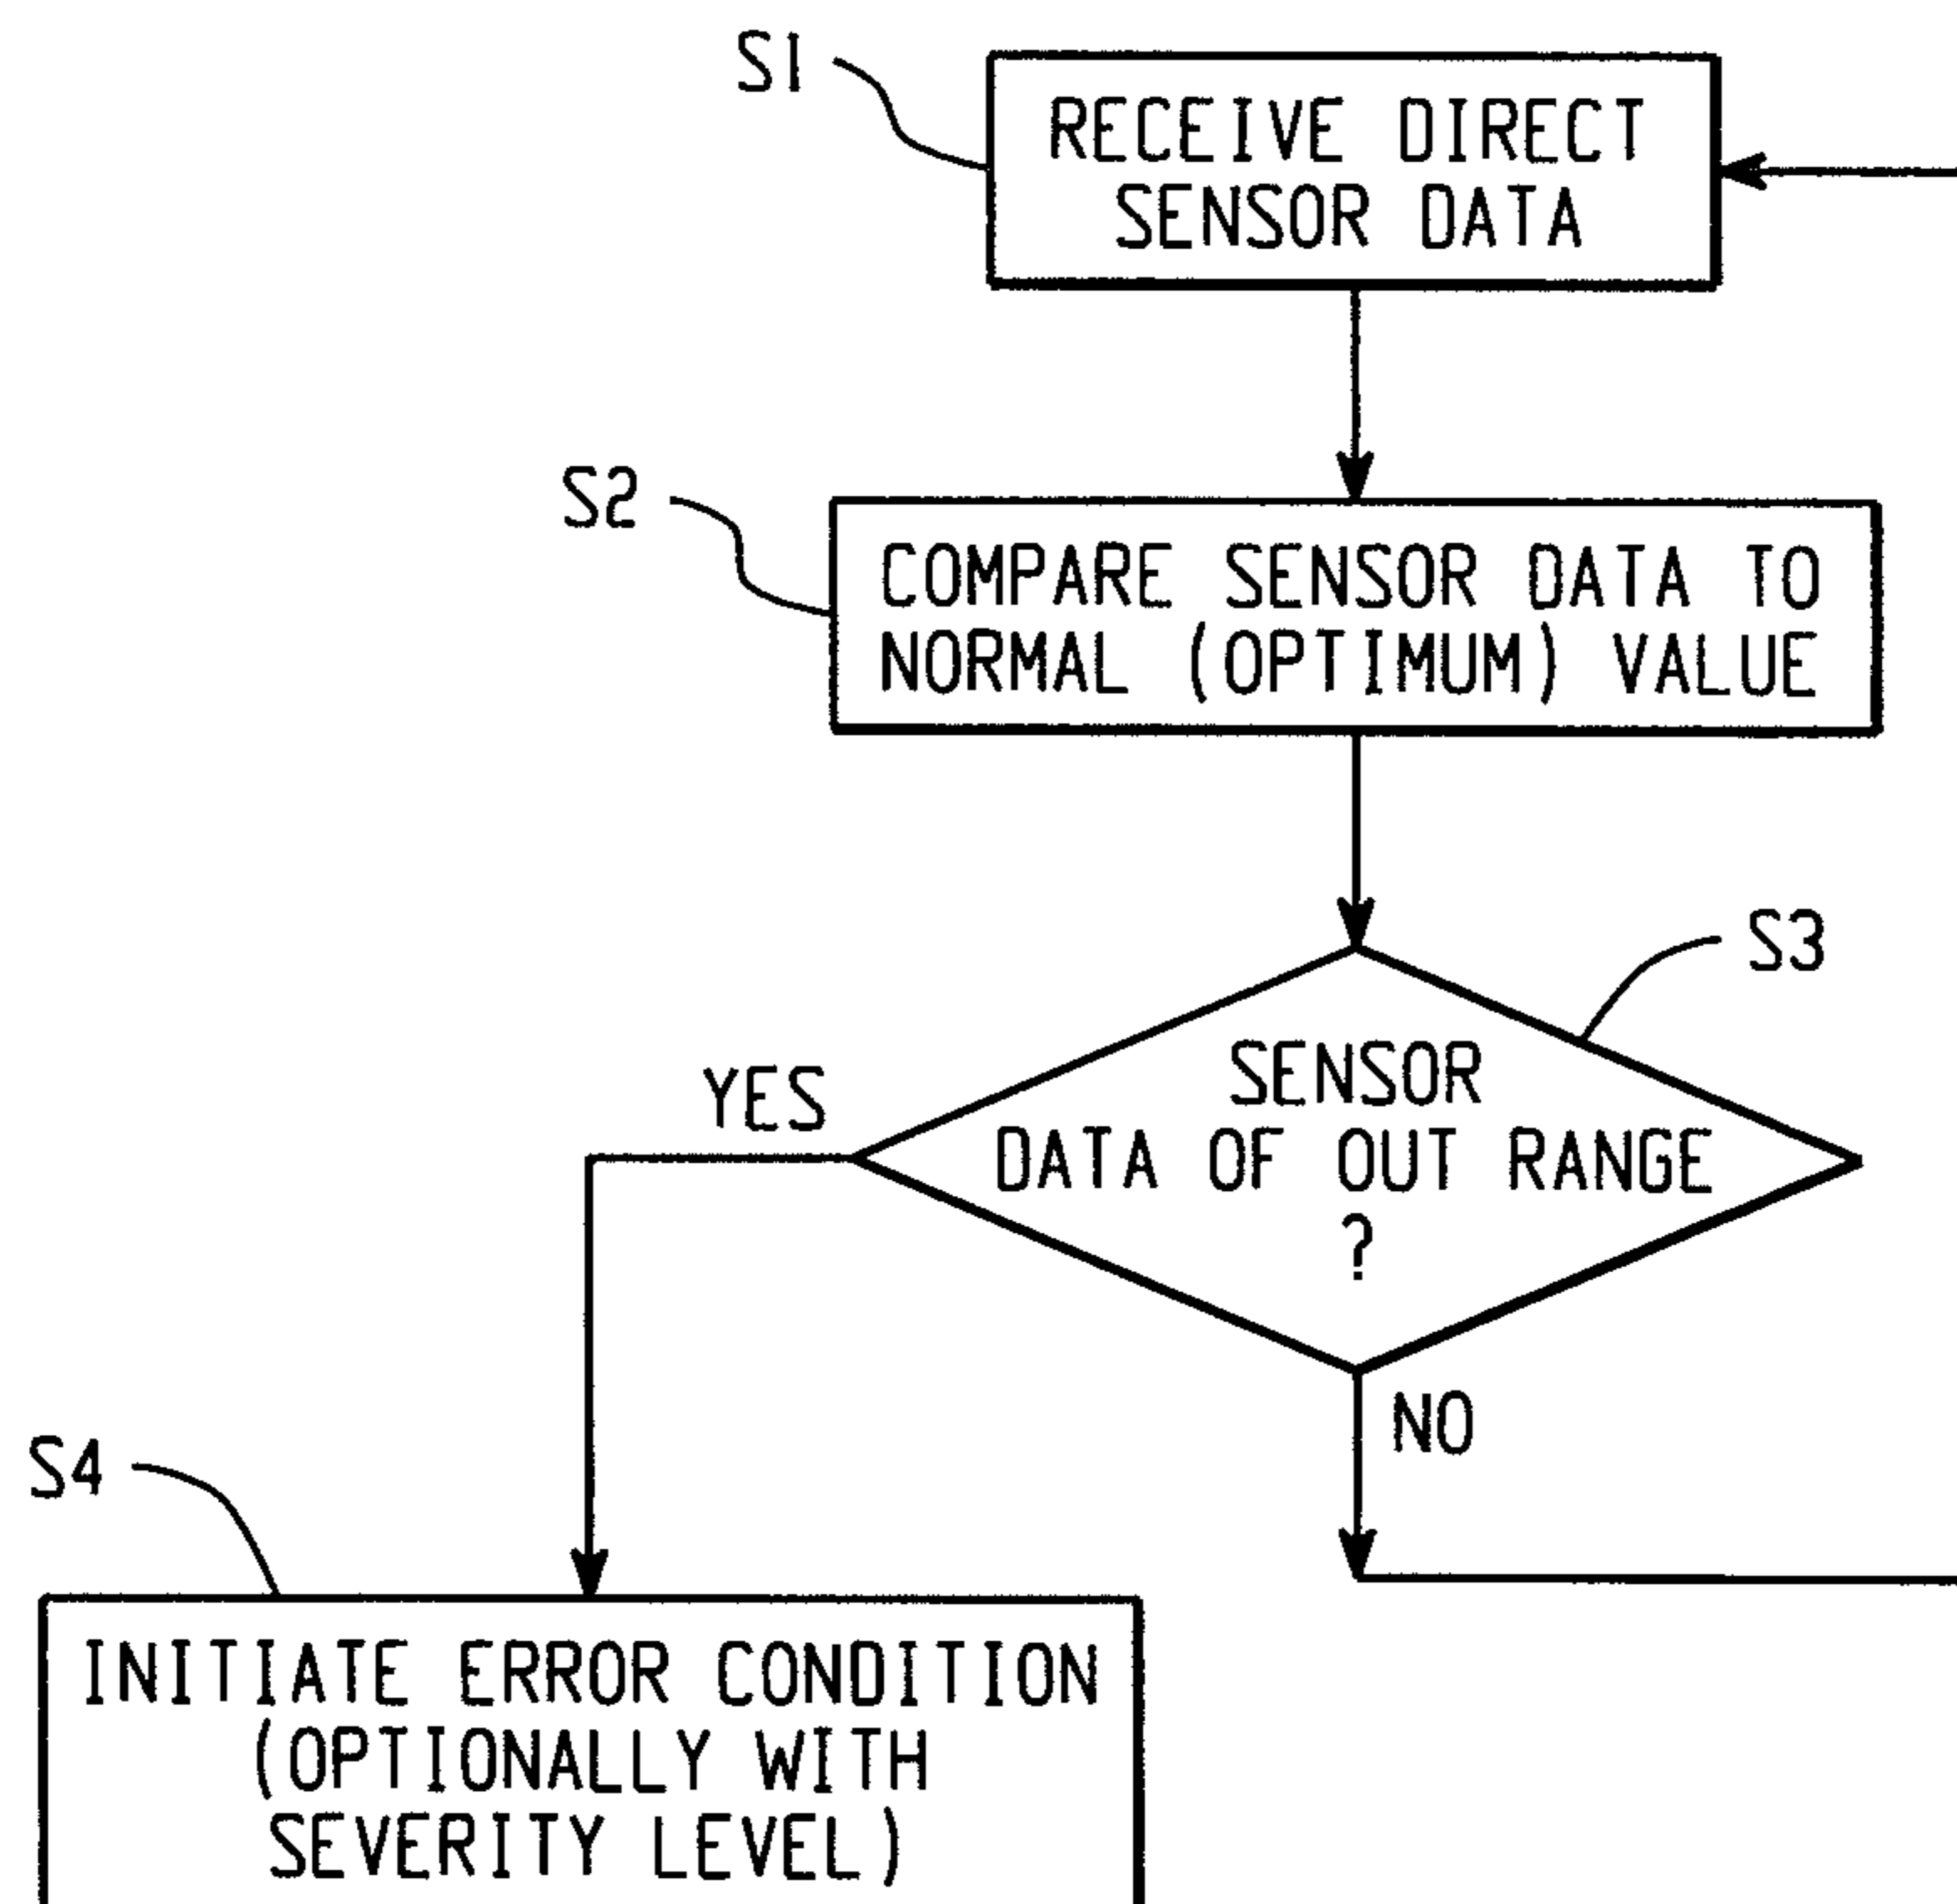 S1
RECEIVE DIRECT
SENSOR DATA
S2
COMPARE SENSOR DATA TO
NORMAL (OPTIMUM) VALUE
S3
SENSOR
DATA OF OUT RANGE
?
YES
NO
S4
INITIATE ERROR CONDITION
(OPTIONALLY WITH
SEVERITY LEVEL)